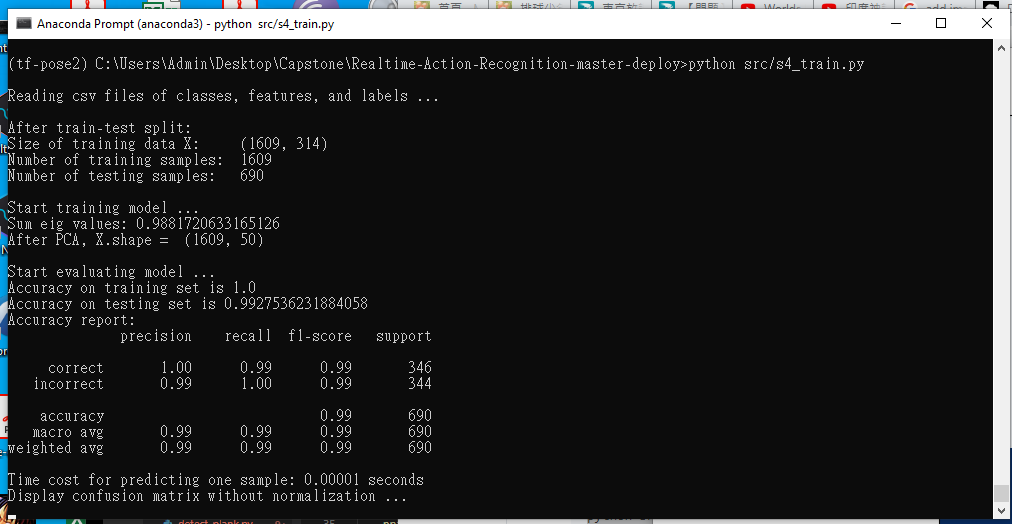 Anaconda Prompt (anaconda3) - python src/s4_train.py
(tf-pose2) C:\Users\Admin\Desktop\Capstone\Realtime-Action-Recognition-master-deploy>python src/s4_train.py
Reading csv files of classes, features, and labels ...
After train-test split:
Size of training data X: (1609, 314)
Number of training samples: 1609
Number of testing samples: 690
Start training model ...
Sum eig values: 0.9881720633165126
After PCA, X.shape = (1609, 50)
Start evaluating model ...
Accuracy on training set is 1.0
Accuracy on testing set is 0.9927536231884058
Accuracy report:
precision recall f1-score support
correct 1.00 0.99 0.99 346
incorrect 0.99 1.00 0.99 344
accuracy 0.99 690
macro avg 0.99 0.99 0.99 690
weighted avg 0.99 0.99 0.99 690
Time cost for predicting one sample: 0.00001 seconds
Display confusion matrix without normalization ...